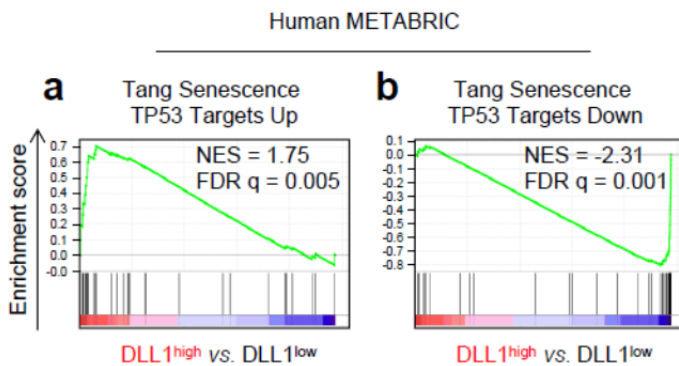 Human METABRIC
a
Tang Senescence
TP53 Targets Up
Enrichment score
0.7
0.6
0.5
0.4
0.3
0.2
0.1
0.0
-0.0
NES = 1.75
FDR q = 0.005
DLL1high vs. DLL1low
b
Tang Senescence
TP53 Targets Down
0.1
0.0
-0.1
-0.2
-0.3
-0.4
-0.5
-0.6
-0.7
-0.8
NES = -2.31
FDR q = 0.001
DLL1high vs. DLL1low